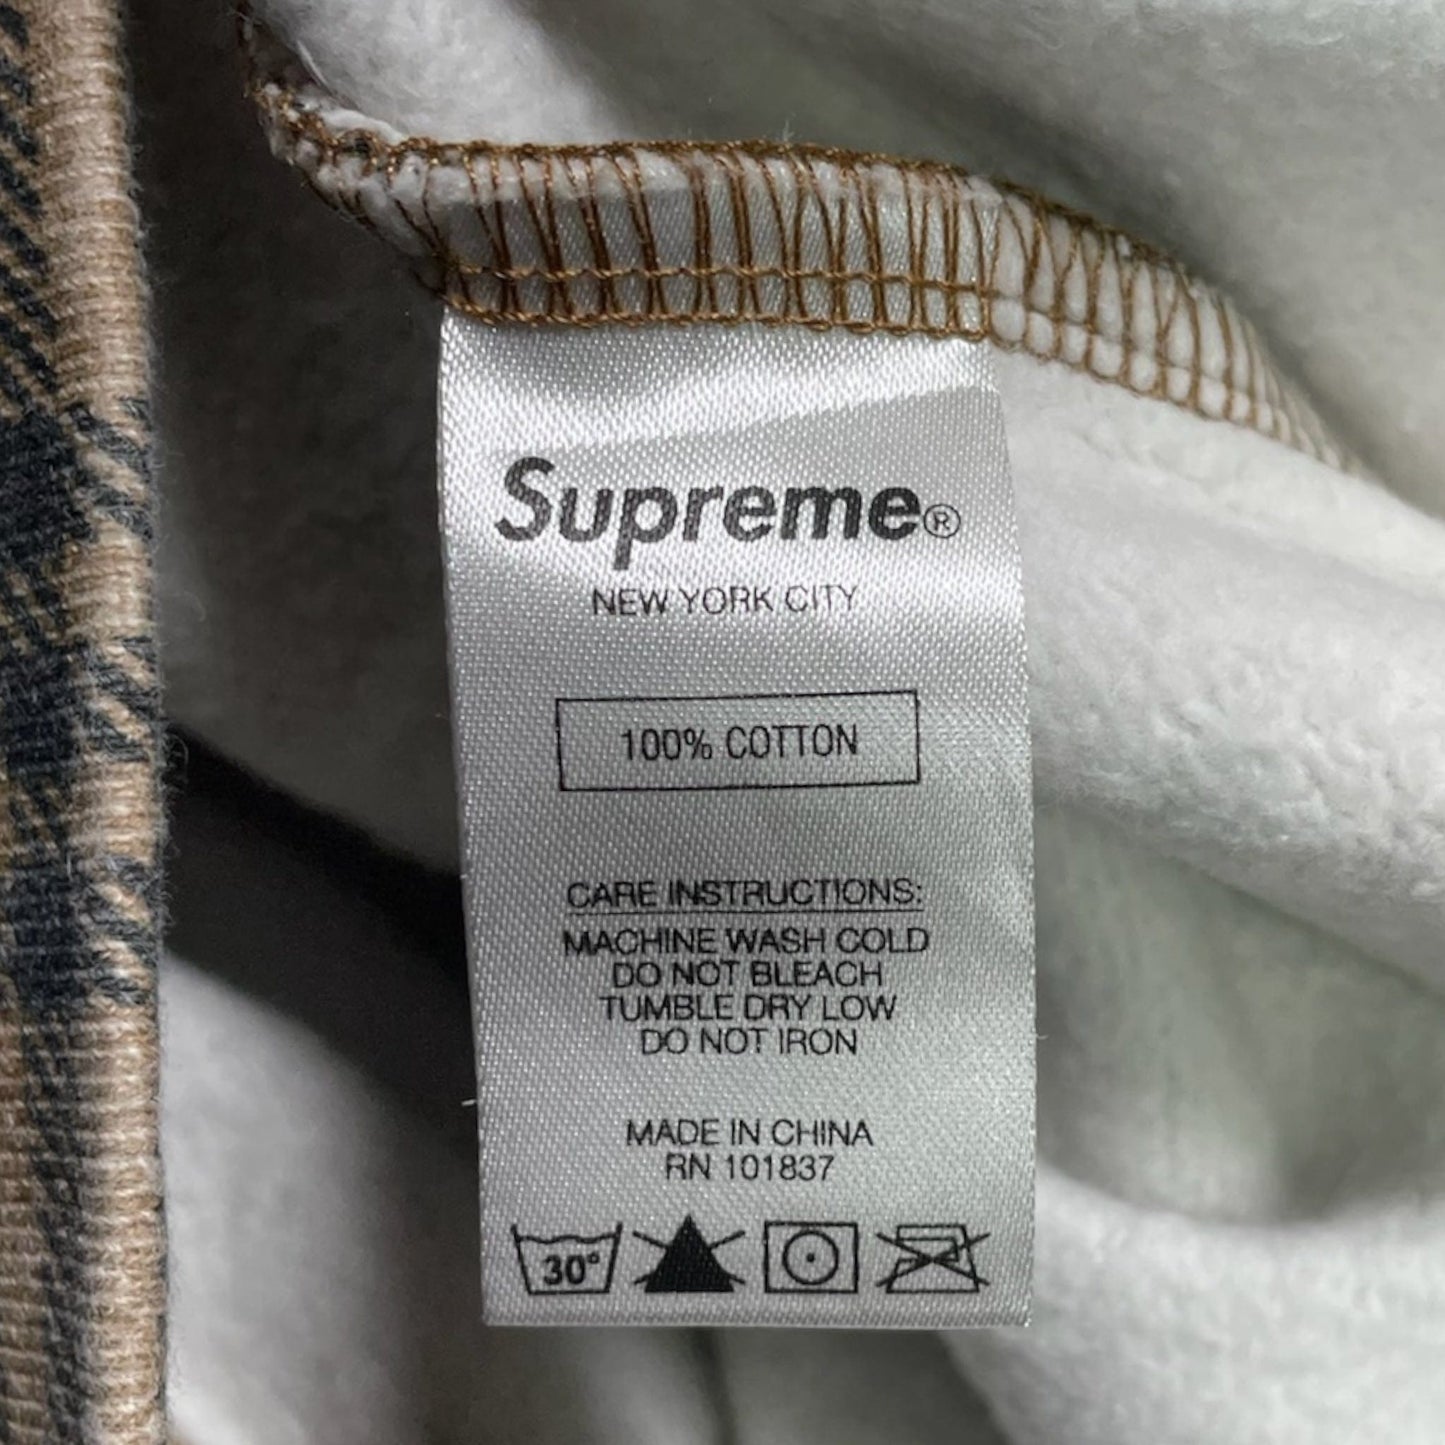 Supreme®
NEW YORK CITY
100% COTTON
CARE INSTRUCTIONS:
MACHINE WASH COLD
DO NOT BLEACH
TUMBLE DRY LOW
DO NOT IRON
MADE IN CHINA
RN 101837
30°